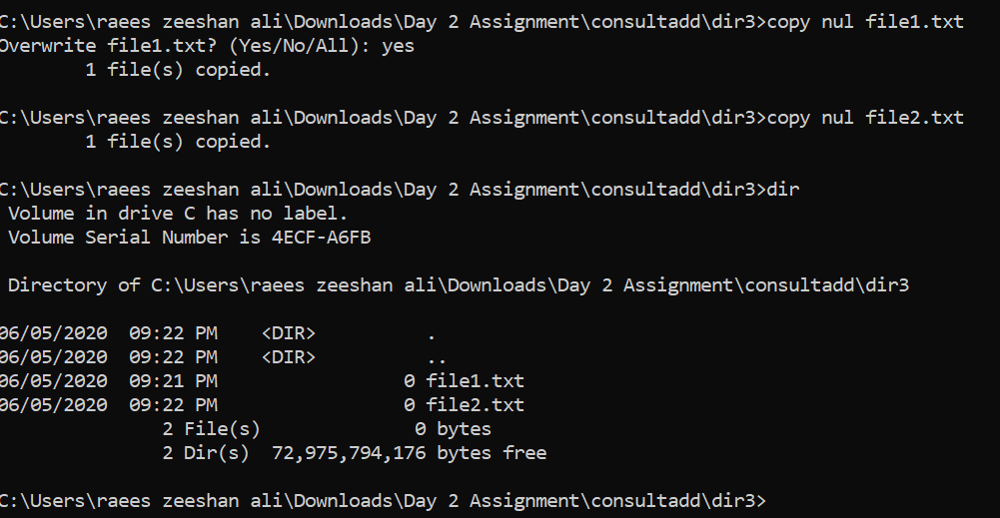 C:\Users\raees zeeshan ali\Downloads\Day 2 Assignment\consultadd\dir3>copy nul file1.txt
Overwrite file1.txt? (Yes/No/All): yes
        1 file(s) copied.
C:\Users\raees zeeshan ali\Downloads\Day 2 Assignment\consultadd\dir3>copy nul file2.txt
        1 file(s) copied.
C:\Users\raees zeeshan ali\Downloads\Day 2 Assignment\consultadd\dir3>dir
 Volume in drive C has no label.
 Volume Serial Number is 4ECF-A6FB
 Directory of C:\Users\raees zeeshan ali\Downloads\Day 2 Assignment\consultadd\dir3
06/05/2020  09:22 PM    <DIR>          .
06/05/2020  09:22 PM    <DIR>          ..
06/05/2020  09:21 PM                 0 file1.txt
06/05/2020  09:22 PM                 0 file2.txt
               2 File(s)              0 bytes
               2 Dir(s)  72,975,794,176 bytes free
C:\Users\raees zeeshan ali\Downloads\Day 2 Assignment\consultadd\dir3>